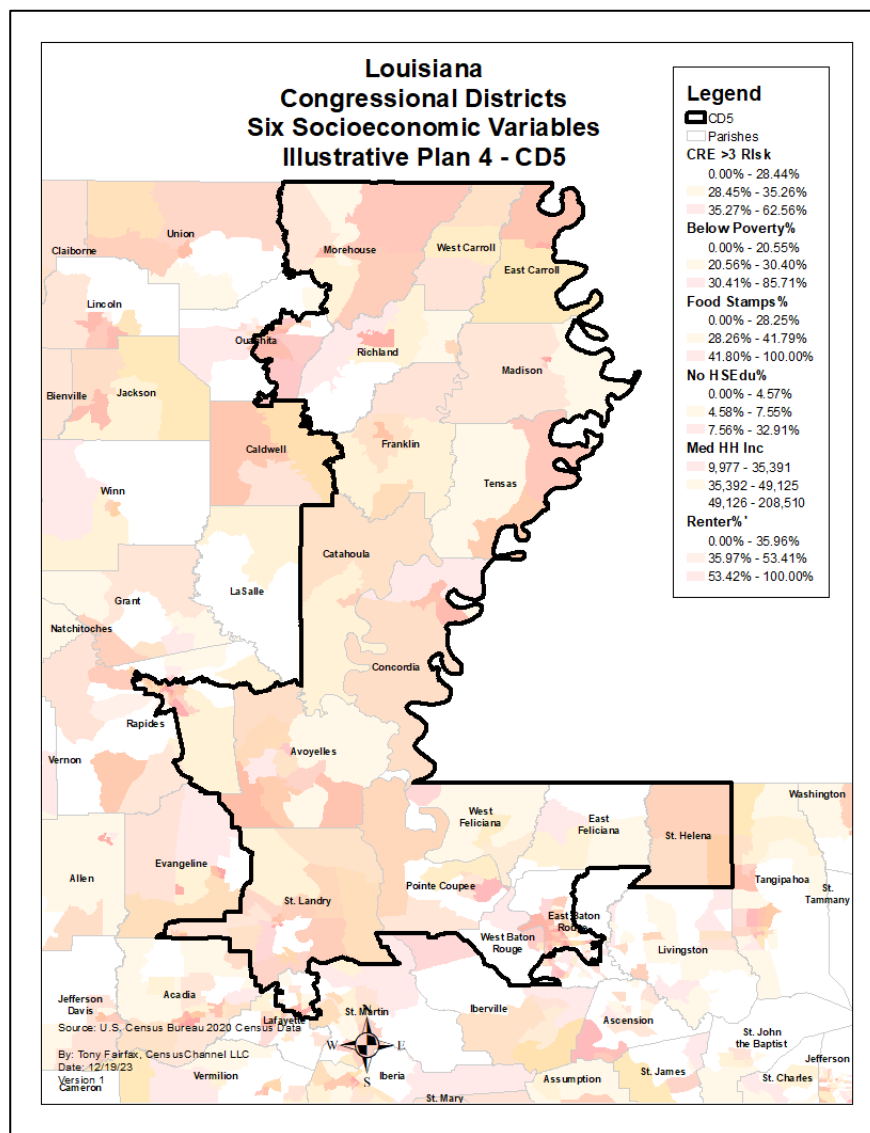 Louisiana
Congressional Districts
Six Socioeconomic Variables
Illustrative Plan 4 - CD5
Legend
CD5
Parishes
CRE >3 RIsk
0.00% - 28.44%
28.45% - 35.26%
35.27% - 62.56%
Below Poverty%
0.00% - 20.55%
20.56% - 30.40%
30.41% - 85.71%
Food Stamps%
0.00% - 28.25%
28.26% - 41.79%
41.80% - 100.00%
No HSEdu%
0.00% - 4.57%
4.58% - 7.55%
7.56% - 32.91%
Med HH Inc
9,977 - 35,391
35,392 - 49,125
49,126 - 208,510
Renter%*
0.00% - 35.96%
35.97% - 53.41%
53.42% - 100.00%
Union
Claiborne
Morehouse
West Carroll
East Carroll
Lincoln
Ouachita
Richland
Madison
Bienville
Jackson
Caldwell
Franklin
Winn
Tensas
Catahoula
LaSalle
Grant
Natchitoches
Concordia
Rapides
Avoyelles
Vernon
West
Feliciana
East
Feliciana
St. Helena
Washington
Allen
Evangeline
St. Landry
Pointe Coupee
Tangipahoa
St.
Tammany
West Baton
Rouge
East Baton
Rouge
Livingston
Jefferson
Davis
Acadia
Lafayette
St. Martin
Iberville
Ascension
St. John
the Baptist
Jefferson
Cameron
Vermilion
Iberia
St. Mary
Assumption
St. James
St. Charles
N
W
E
S
Source: U.S. Census Bureau 2020 Census Data
By: Tony Fairfax, CensusChannel LLC
Date: 12/19/23
Version 1